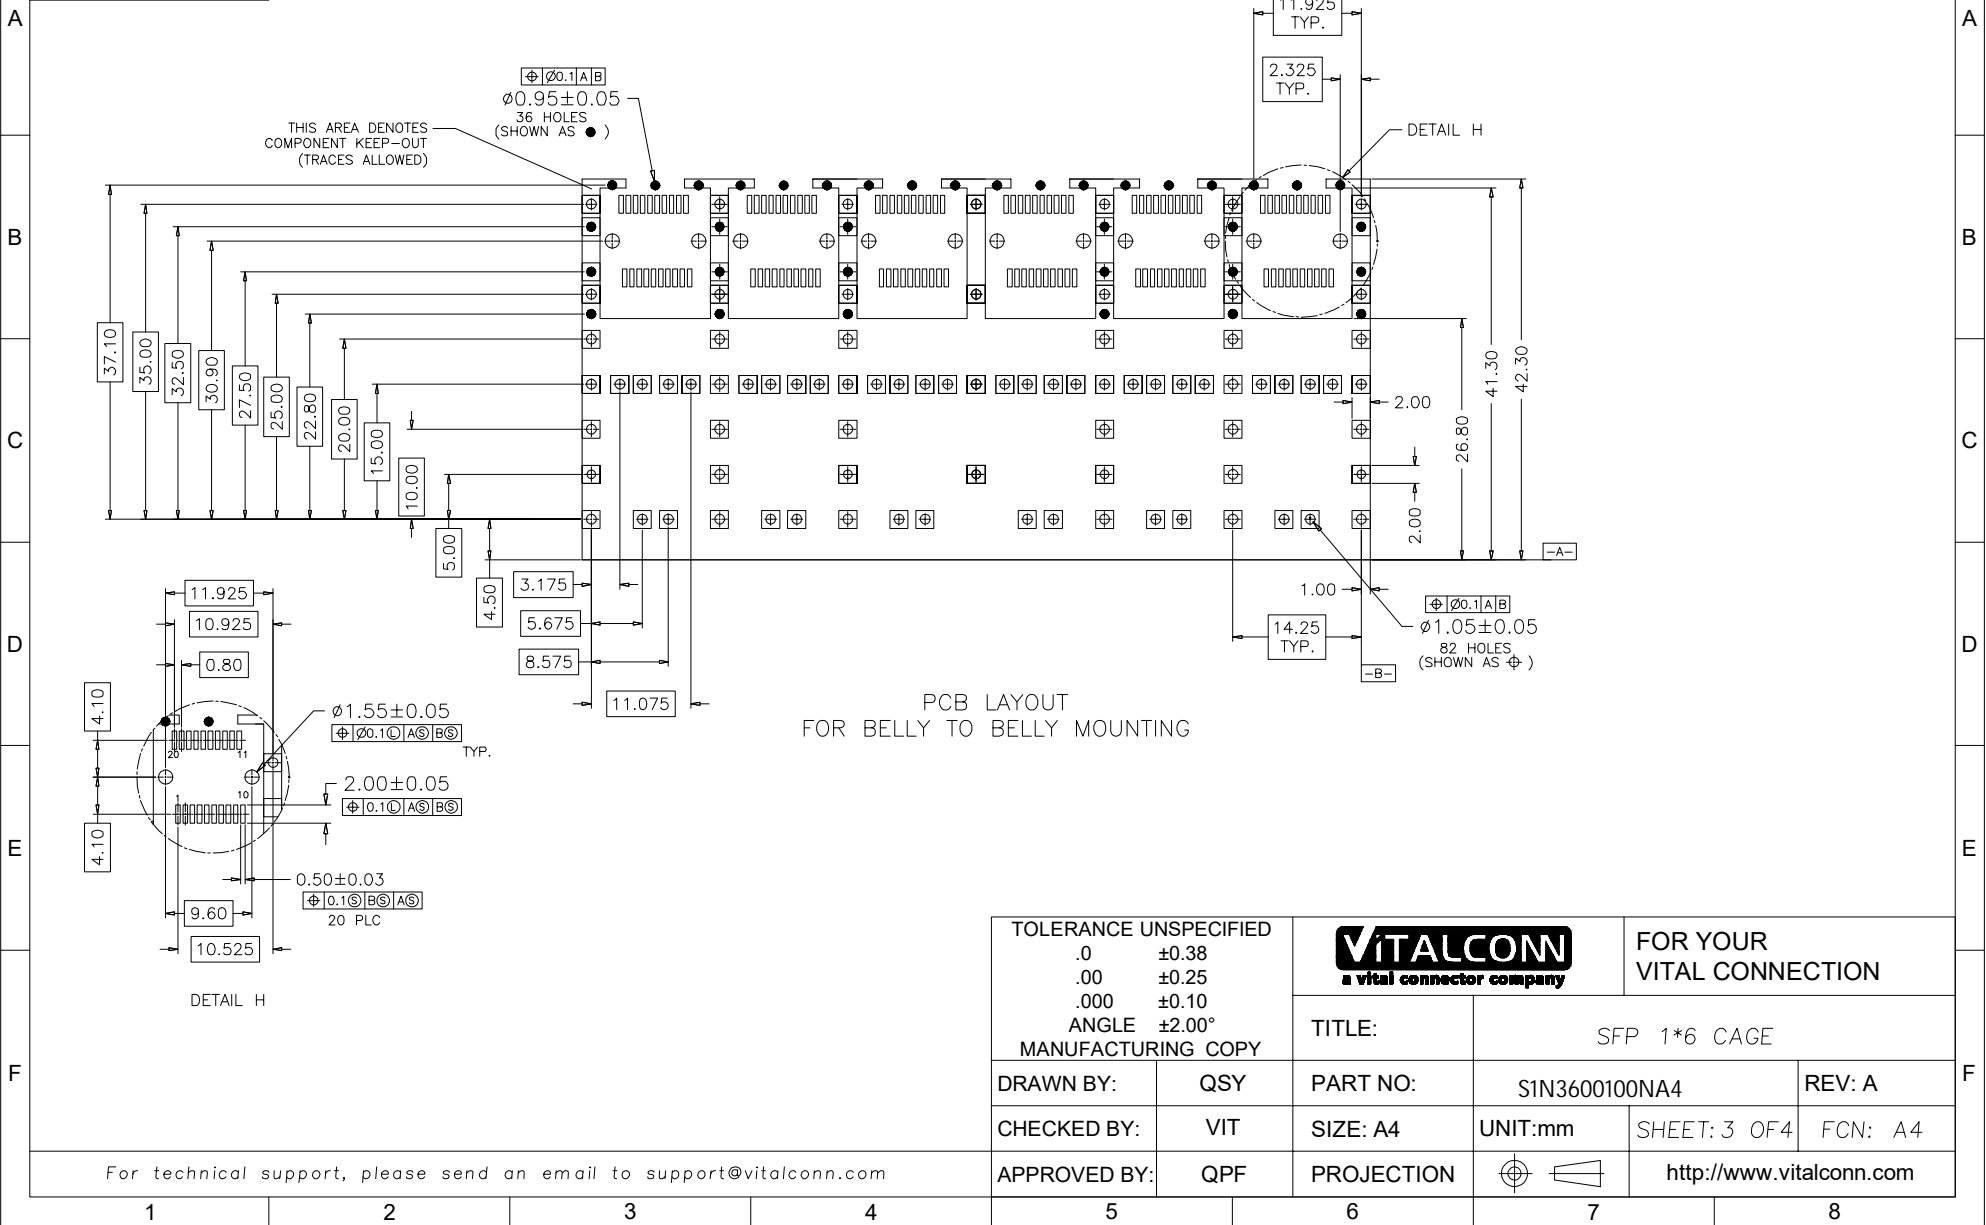 A
A
11.925
TYP.
2.325
TYP.
⌖ ⌀0.1 A B
⌀0.95±0.05
36 HOLES
(SHOWN AS ● )
THIS AREA DENOTES
COMPONENT KEEP-OUT
(TRACES ALLOWED)
DETAIL H
B
B
37.10
35.00
32.50
30.90
27.50
25.00
22.80
20.00
15.00
10.00
5.00
4.50
41.30
42.30
26.80
2.00
2.00
C
C
-A-
3.175
5.675
8.575
11.075
1.00
14.25
TYP.
-B-
⌖ ⌀0.1 A B
⌀1.05±0.05
82 HOLES
(SHOWN AS ⌖ )
D
D
PCB LAYOUT
FOR BELLY TO BELLY MOUNTING
11.925
10.925
0.80
4.10
4.10
20
11
1
10
⌀1.55±0.05
⌖ ⌀0.1Ⓛ AⓈ BⓈ
TYP.
2.00±0.05
⌖ 0.1Ⓛ AⓈ BⓈ
0.50±0.03
⌖ 0.1Ⓢ BⓈ AⓈ
20 PLC
9.60
10.525
DETAIL H
E
E
TOLERANCE UNSPECIFIED
.0 ±0.38
.00 ±0.25
.000 ±0.10
ANGLE ±2.00°
MANUFACTURING COPY
ViTALCONN
a vital connector company
FOR YOUR
VITAL CONNECTION
TITLE: SFP 1*6 CAGE
F
F
DRAWN BY: QSY PART NO: S1N3600100NA4 REV: A
CHECKED BY: VIT SIZE: A4 UNIT:mm SHEET: 3 OF4 FCN: A4
APPROVED BY: QPF PROJECTION http://www.vitalconn.com
For technical support, please send an email to support@vitalconn.com
1 2 3 4 5 6 7 8